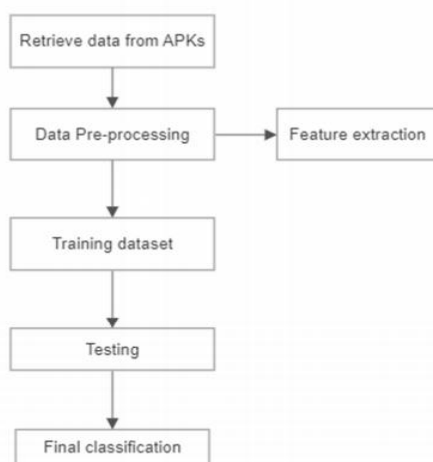 Retrieve data from APKs
Data Pre-processing
Feature extraction
Training dataset
Testing
Final classification